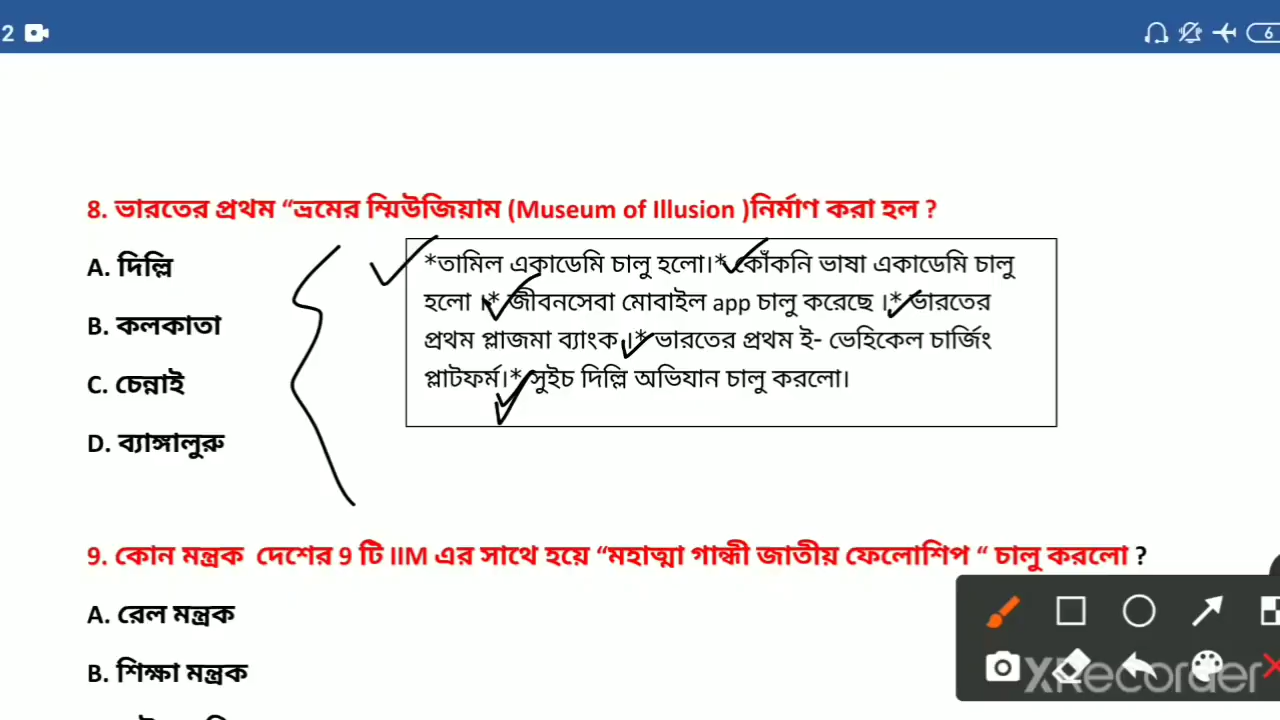 2
6
8. ভারতের প্রথম “ভ্রমের ম্মিউজিয়াম (Museum of Illusion )নির্মাণ করা হল ?
A. দিল্লি
B. কলকাতা
C. চেন্নাই
D. ব্যাঙ্গালুরু
*তামিল একাডেমি চালু হলো।* কোঁকনি ভাষা একাডেমি চালু
হলো ।* জীবনসেবা মোবাইল app চালু করেছে ।* ভারতের
প্রথম প্লাজমা ব্যাংক ।* ভারতের প্রথম ই- ভেহিকেল চার্জিং
প্লাটফর্ম।* সুইচ দিল্লি অভিযান চালু করলো।
9. কোন মন্ত্রক দেশের 9 টি IIM এর সাথে হয়ে “মহাত্মা গান্ধী জাতীয় ফেলোশিপ “ চালু করলো ?
A. রেল মন্ত্রক
B. শিক্ষা মন্ত্রক
XRecorder